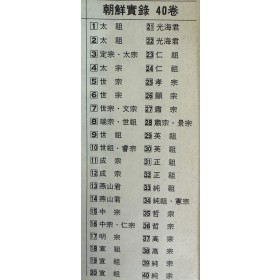 朝鮮實錄 40卷
1 太 祖
2 太 祖
3 定宗·太宗
4 太 宗
5 世 宗
6 世 宗
7 世宗·文宗
8 端宗·世祖
9 世 祖
10 世祖·睿宗
11 成 宗
12 成 宗
13 燕山君
14 燕山君
15 中 宗
16 中宗·仁宗
17 明 宗
18 宣 祖
19 宣 祖
20 宣 祖
21 光海君
22 光海君
23 仁 祖
24 仁 祖
25 孝 宗
26 顯 宗
27 肅 宗
28 肅宗·景宗
29 英 祖
30 英 祖
31 正 祖
32 正 祖
33 純 祖
34 純祖·憲宗
35 哲 宗
36 哲 宗
37 高 宗
38 高 宗
39 純 宗
40 純 宗